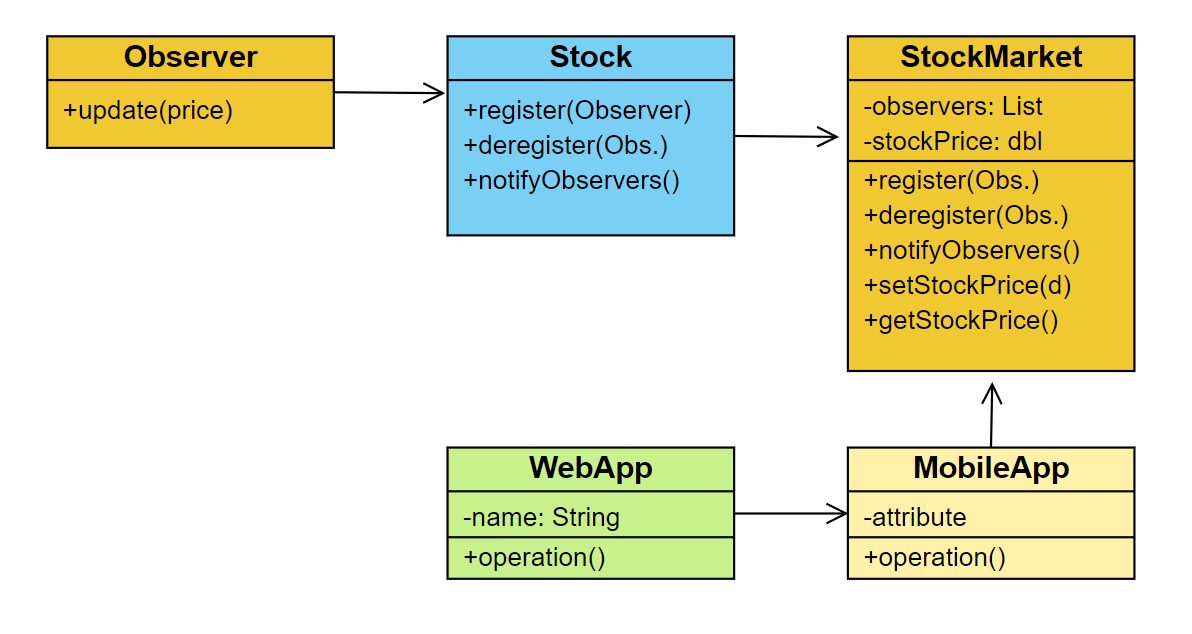 Observer
+update(price)
Stock
+register(Observer)
+deregister(Obs.)
+notifyObservers()
StockMarket
-observers: List
-stockPrice: dbl
+register(Obs.)
+deregister(Obs.)
+notifyObservers()
+setStockPrice(d)
+getStockPrice()
WebApp
-name: String
+operation()
MobileApp
-attribute
+operation()